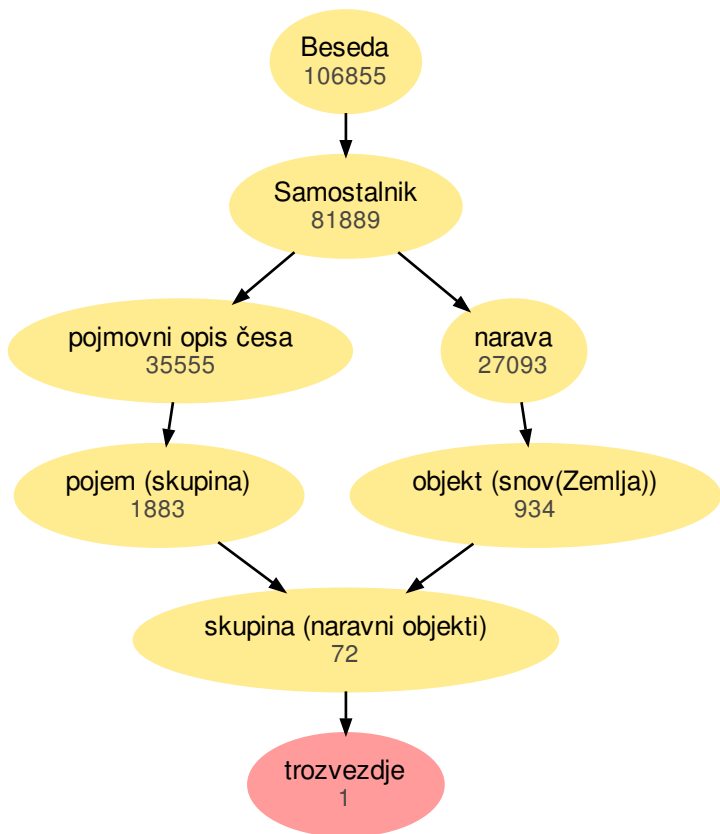 Beseda
106855
Samostalnik
81889
pojmovni opis česa
35555
narava
27093
pojem (skupina)
1883
objekt (snov(Zemlja))
934
skupina (naravni objekti)
72
trozvezdje
1